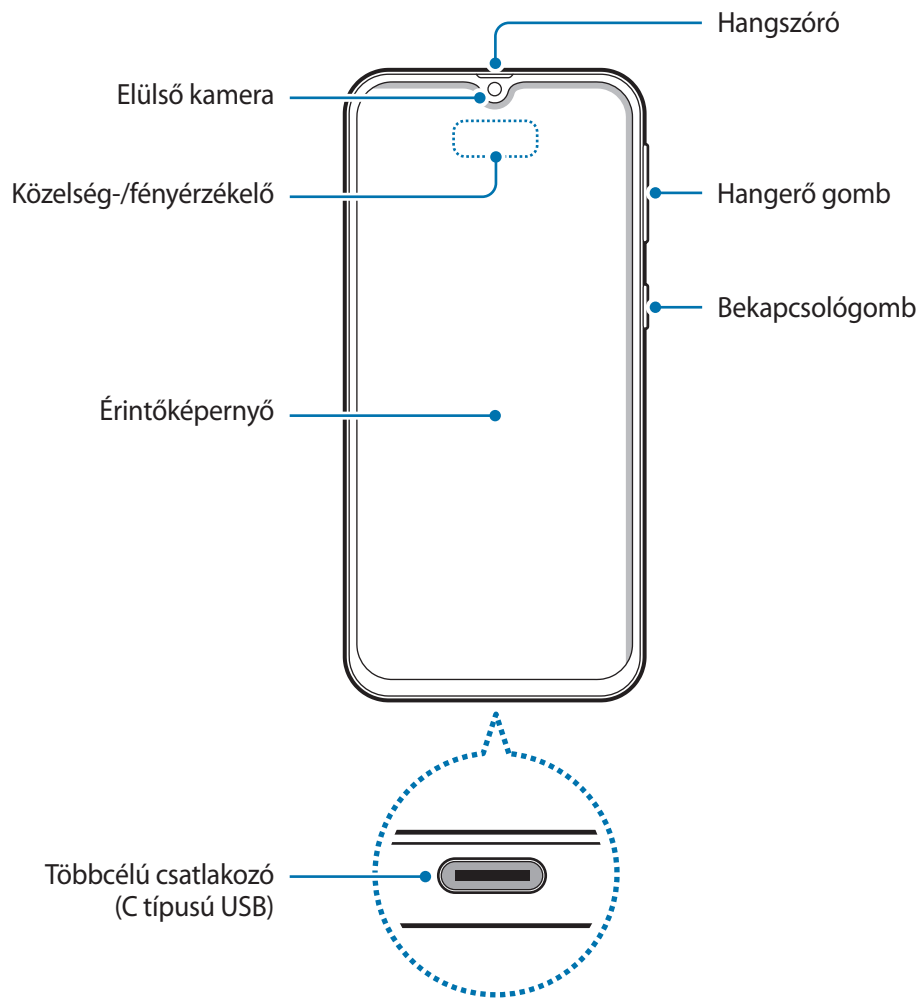 Hangszóró
Elülső kamera
Közelség-/fényérzékelő
Hangerő gomb
Bekapcsológomb
Érintőképernyő
Többcélú csatlakozó
(C típusú USB)